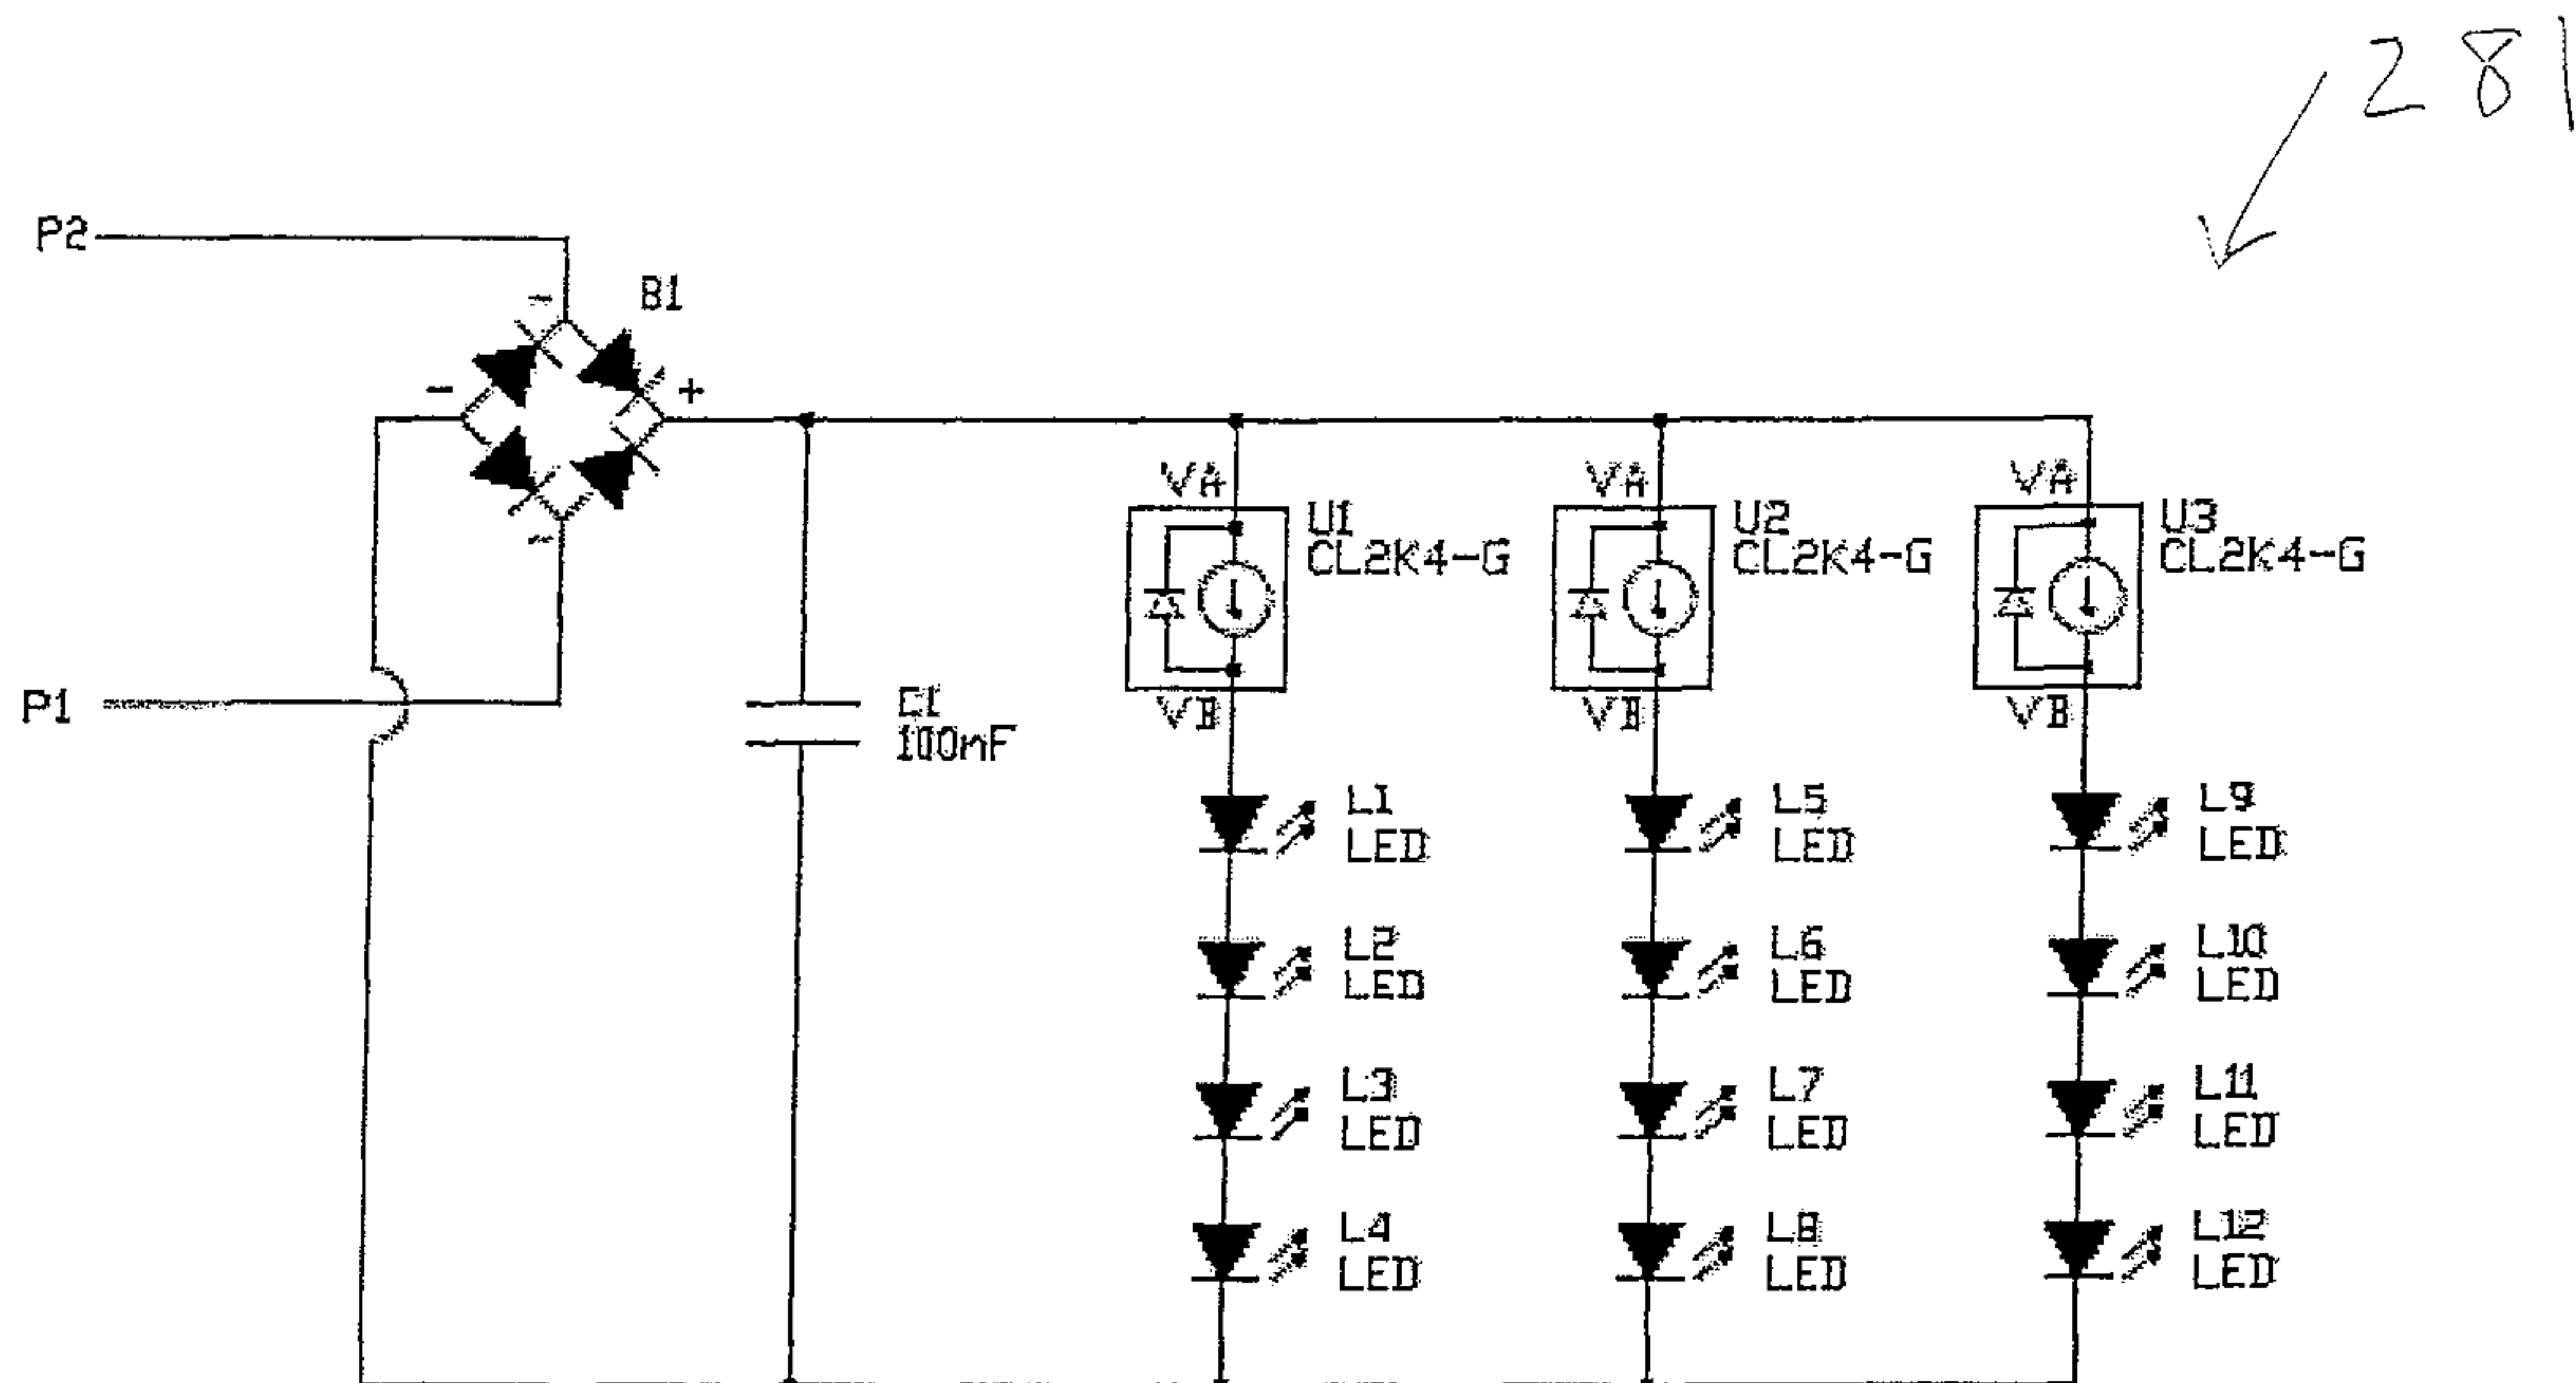 281
P2
B1
-
-
+
~
P1
C1
100nF
VA
U1
CL2K4-G
VB
VA
U2
CL2K4-G
VB
VA
U3
CL2K4-G
VB
L1
LED
L5
LED
L9
LED
L2
LED
L6
LED
L10
LED
L3
LED
L7
LED
L11
LED
L4
LED
L8
LED
L12
LED